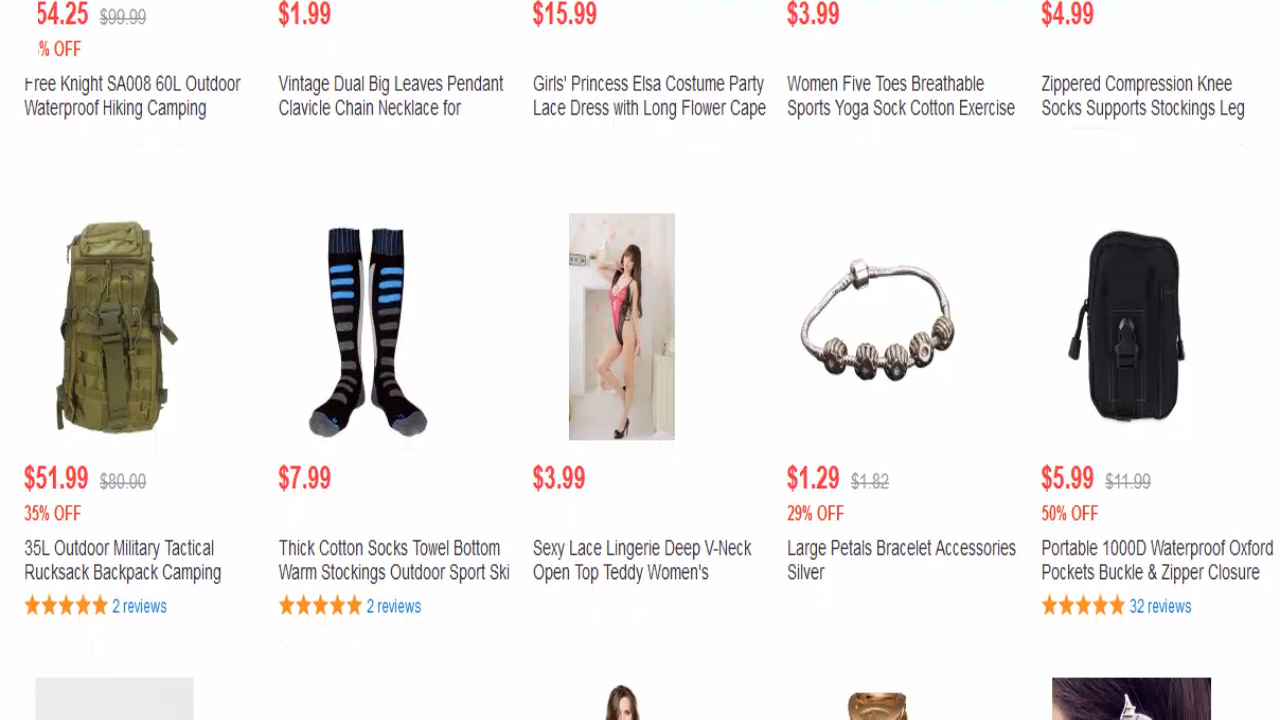 54.25 $99.99
% OFF
Free Knight SA008 60L Outdoor
Waterproof Hiking Camping
$1.99
Vintage Dual Big Leaves Pendant
Clavicle Chain Necklace for
$15.99
Girls' Princess Elsa Costume Party
Lace Dress with Long Flower Cape
$3.99
Women Five Toes Breathable
Sports Yoga Sock Cotton Exercise
$4.99
Zippered Compression Knee
Socks Supports Stockings Leg
$51.99 $80.00
35% OFF
35L Outdoor Military Tactical
Rucksack Backpack Camping
2 reviews
$7.99
Thick Cotton Socks Towel Bottom
Warm Stockings Outdoor Sport Ski
2 reviews
$3.99
Sexy Lace Lingerie Deep V-Neck
Open Top Teddy Women's
$1.29 $1.82
29% OFF
Large Petals Bracelet Accessories
Silver
$5.99 $11.99
50% OFF
Portable 1000D Waterproof Oxford
Pockets Buckle & Zipper Closure
32 reviews